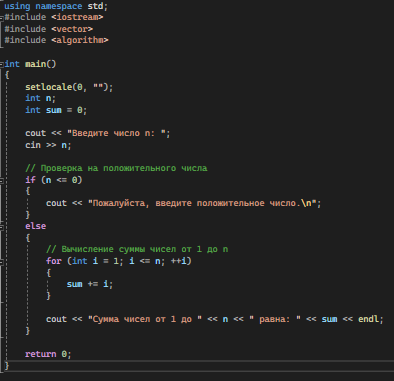 using namespace std;
#include <iostream>
#include <vector>
#include <algorithm>
int main()
{
setlocale(0, "");
int n;
int sum = 0;
cout << "Введите число n: ";
cin >> n;
// Проверка на положительного числа
if (n <= 0)
{
cout << "Пожалуйста, введите положительное число.\n";
}
else
{
// Вычисление суммы чисел от 1 до n
for (int i = 1; i <= n; ++i)
{
sum += i;
}
cout << "Сумма чисел от 1 до " << n << " равна: " << sum << endl;
}
return 0;
}